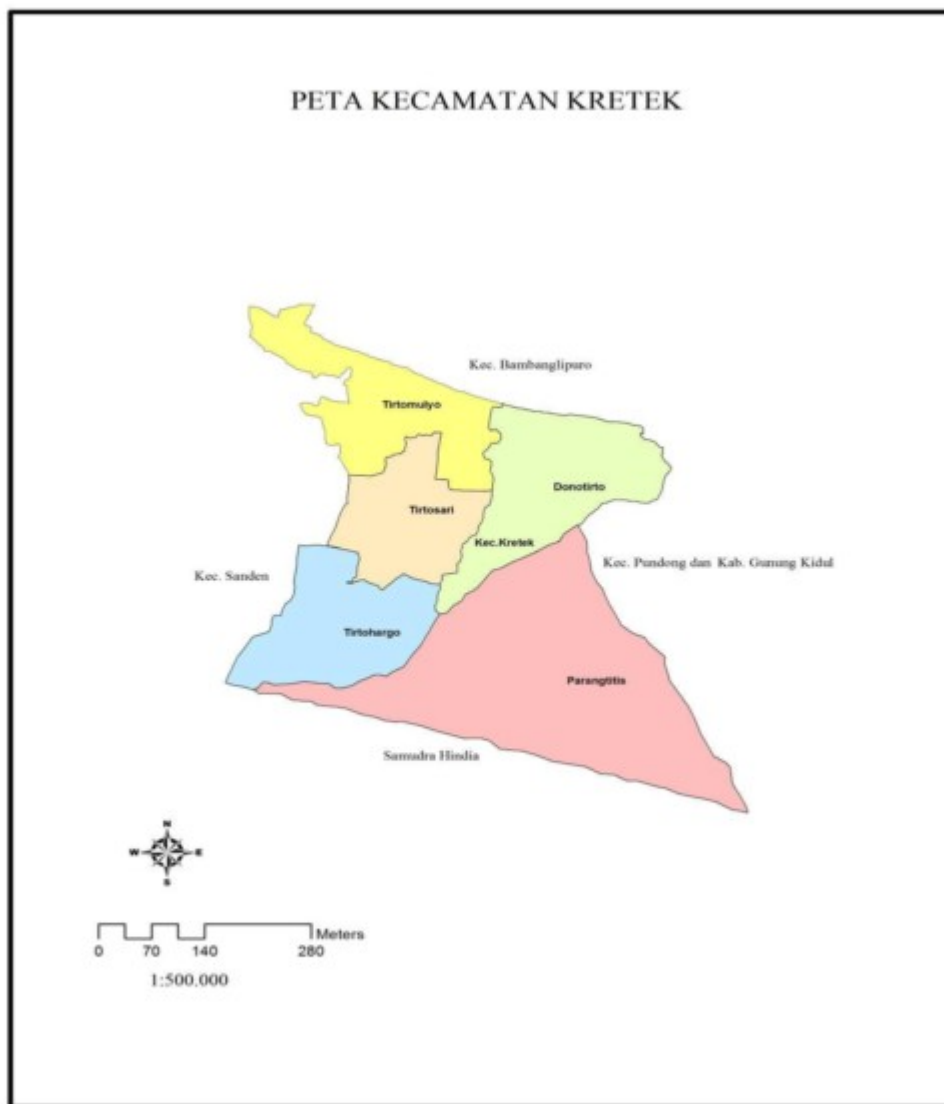 PETA KECAMATAN KRETEK
Kec. Bambanglipuro
Tirtomulyo
Donotirto
Tirtosari
Kec.Kretek
Kec. Pundong dan Kab. Gunung Kidul
Kec. Sanden
Tirtohargo
Parangtitis
Samudra Hindia
N
W E
S
Meters
0 70 140 280
1:500,000